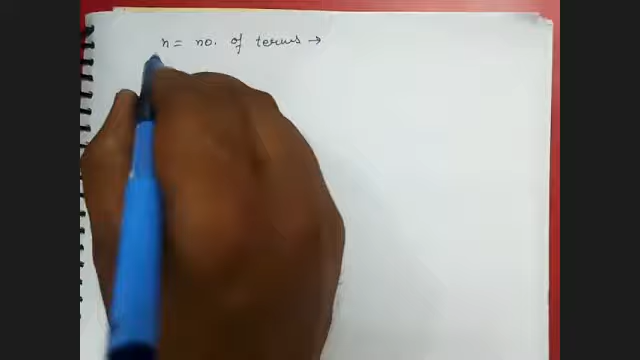 n = no. of terms →